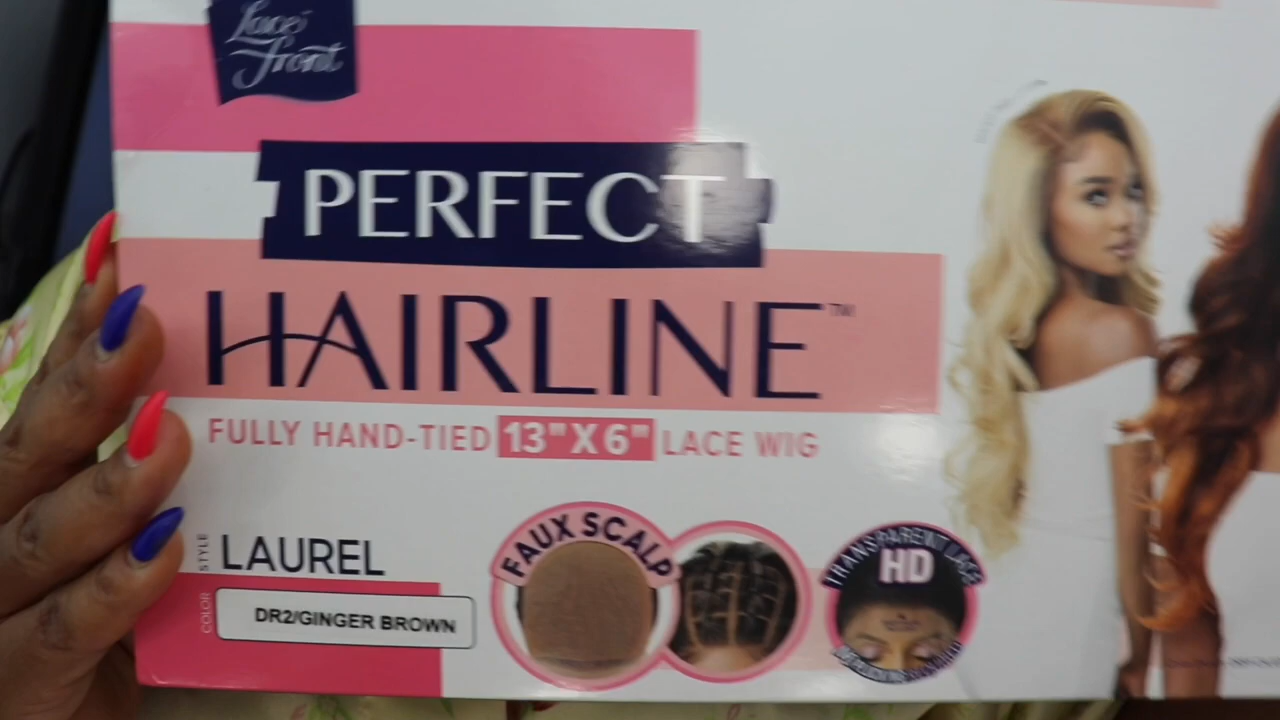 Lace
Front
PERFECT
HAIRLINE™
FULLY HAND-TIED 13" X 6" LACE WIG
STYLE LAUREL
COLOR DR2/GINGER BROWN
FAUX SCALP
TRANSPARENT LACE
HD